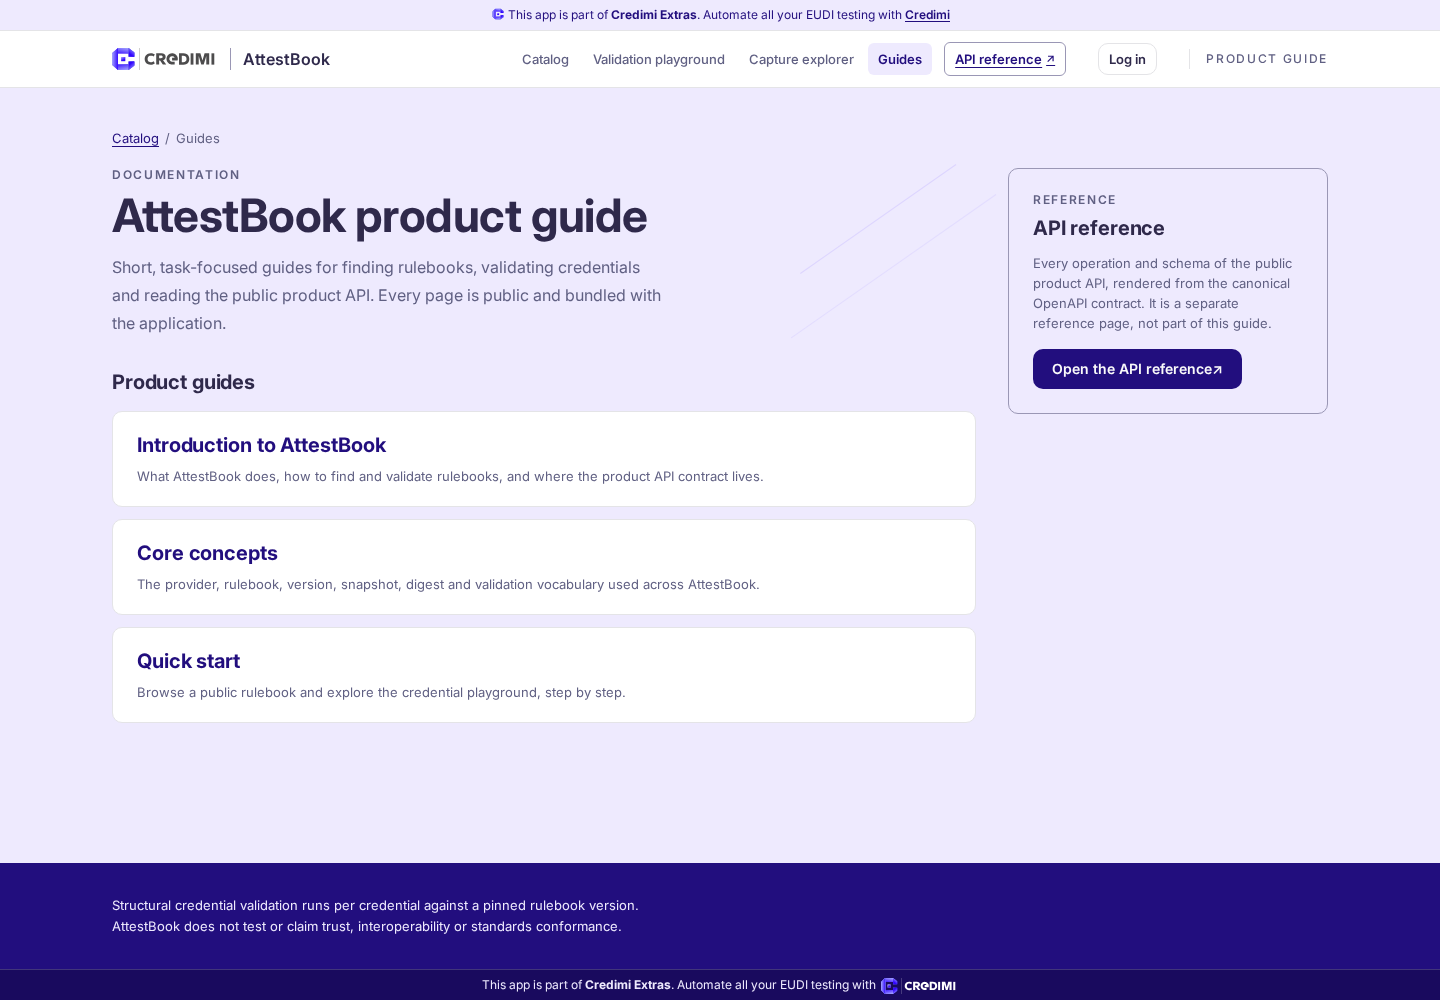 This app is part of Credimi Extras. Automate all your EUDI testing with Credimi
CREDIMI AttestBook Catalog Validation playground Capture explorer Guides API reference ↗ Log in PRODUCT GUIDE
Catalog / Guides
DOCUMENTATION
AttestBook product guide
Short, task-focused guides for finding rulebooks, validating credentials
and reading the public product API. Every page is public and bundled with
the application.
REFERENCE
API reference
Every operation and schema of the public
product API, rendered from the canonical
OpenAPI contract. It is a separate
reference page, not part of this guide.
Open the API reference↗
Product guides
Introduction to AttestBook
What AttestBook does, how to find and validate rulebooks, and where the product API contract lives.
Core concepts
The provider, rulebook, version, snapshot, digest and validation vocabulary used across AttestBook.
Quick start
Browse a public rulebook and explore the credential playground, step by step.
Structural credential validation runs per credential against a pinned rulebook version.
AttestBook does not test or claim trust, interoperability or standards conformance.
This app is part of Credimi Extras. Automate all your EUDI testing with CREDIMI